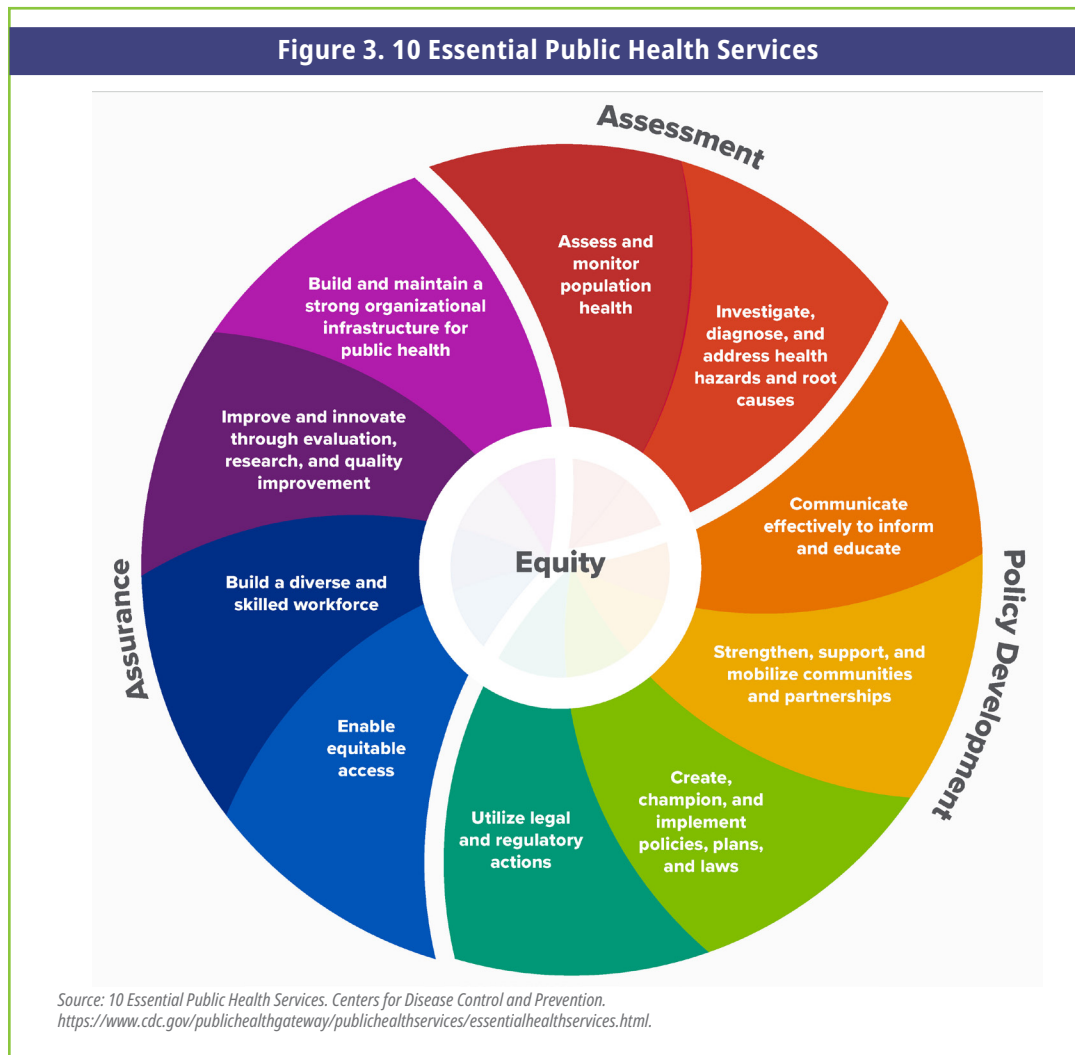 Figure 3. 10 Essential Public Health Services
Assessment
Assess and
monitor
population
health
Investigate,
diagnose, and
address health
hazards and root
causes
Communicate
effectively to inform
and educate
Policy Development
Strengthen, support, and
mobilize communities
and partnerships
Create,
champion, and
implement
policies, plans,
and laws
Utilize legal
and regulatory
actions
Enable
equitable
access
Assurance
Build a diverse and
skilled workforce
Improve and innovate
through evaluation,
research, and quality
improvement
Build and maintain a
strong organizational
infrastructure for
public health
Equity
Source: 10 Essential Public Health Services. Centers for Disease Control and Prevention.
https://www.cdc.gov/publichealthgateway/publichealthservices/essentialhealthservices.html.